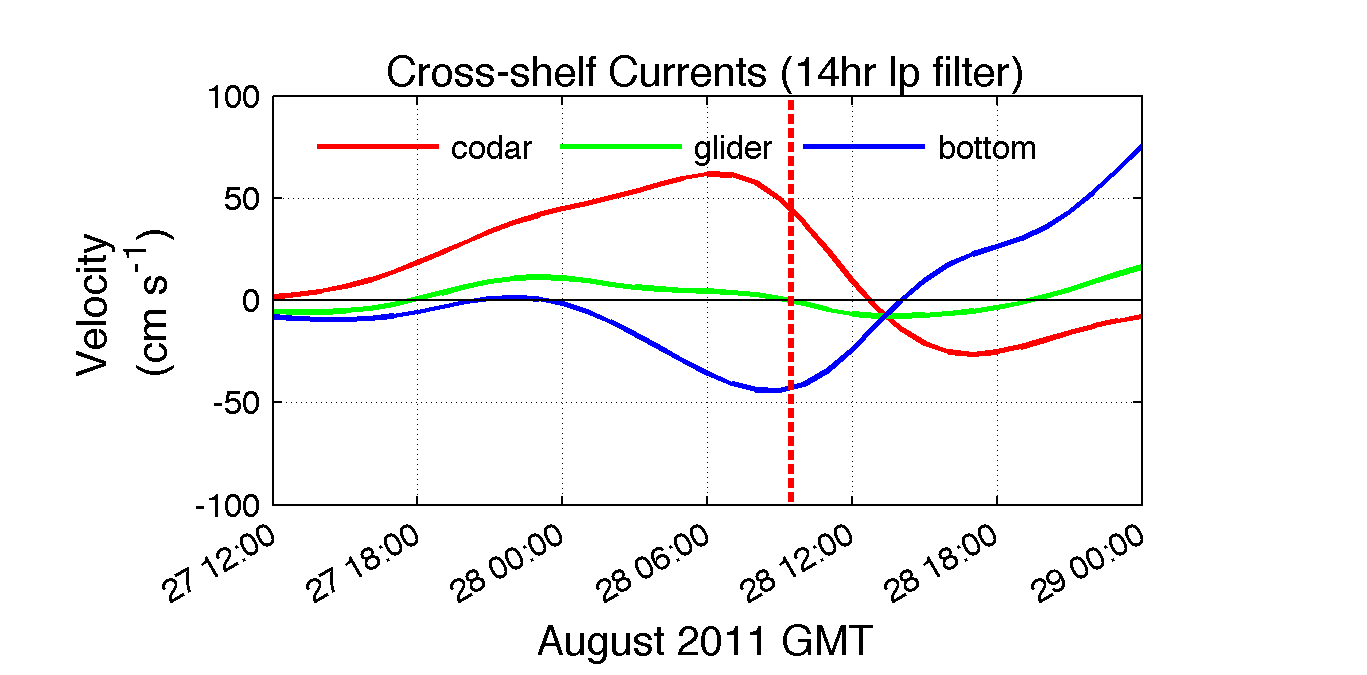 Cross-shelf Currents (14hr lp filter)
100
codar glider bottom
50
0
-50
-100
Velocity
(cm s⁻¹)
27 12:00 27 18:00 28 00:00 28 06:00 28 12:00 28 18:00 29 00:00
August 2011 GMT